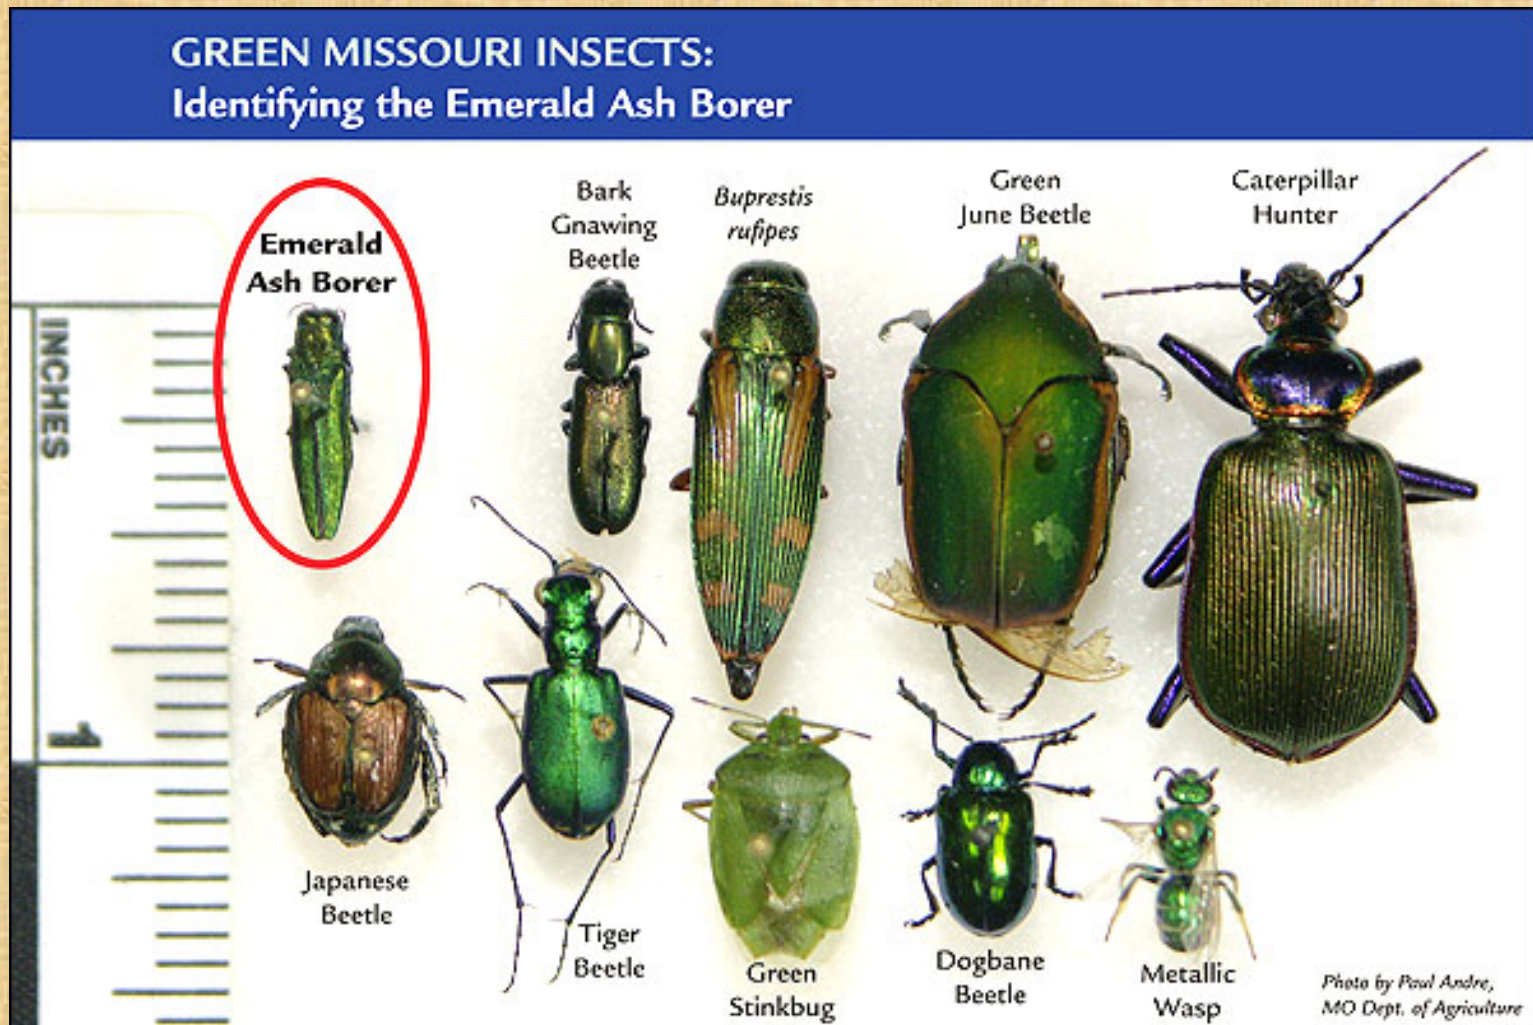 GREEN MISSOURI INSECTS:
Identifying the Emerald Ash Borer
Emerald
Ash Borer
Bark
Gnawing
Beetle
Buprestis
rufipes
Green
June Beetle
Caterpillar
Hunter
INCHES
1
Japanese
Beetle
Tiger
Beetle
Green
Stinkbug
Dogbane
Beetle
Metallic
Wasp
Photo by Paul Andre,
MO Dept. of Agriculture